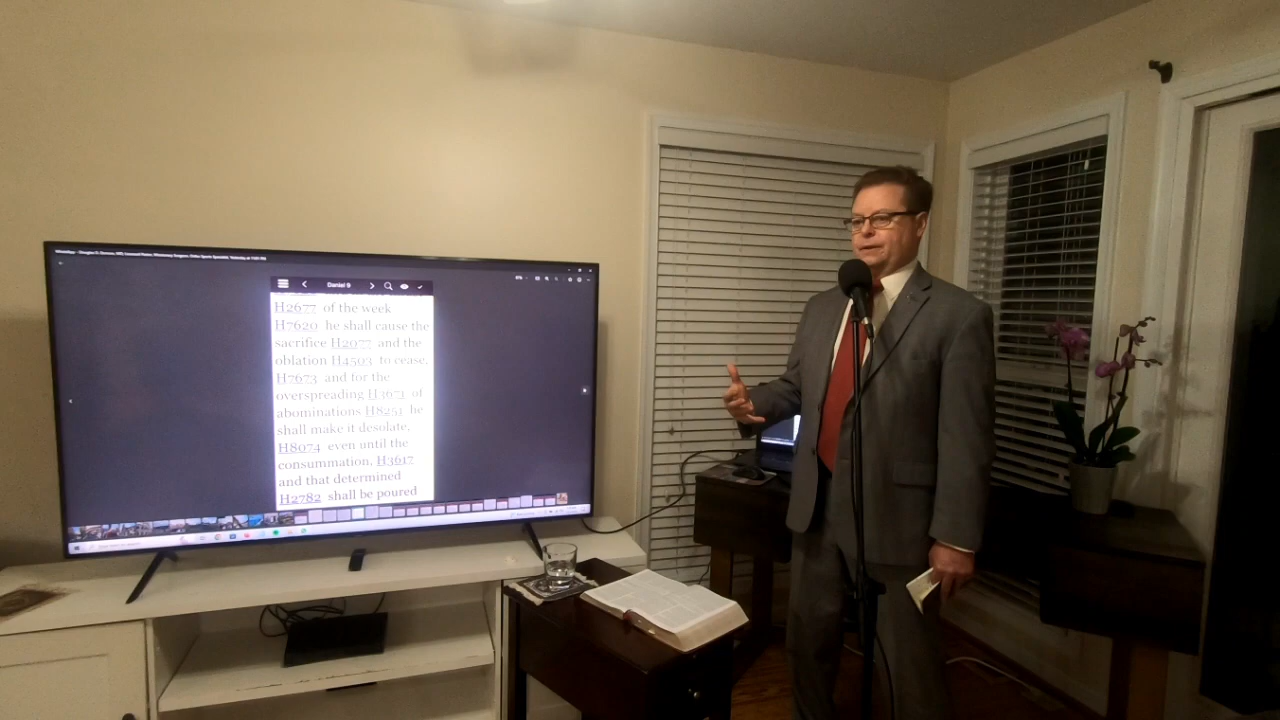 Daniel 9
H2677 of the week
H7620 he shall cause the
sacrifice H2077 and the
oblation H4503 to cease,
H7673 and for the
overspreading H3671 of
abominations H8251 he
shall make it desolate,
H8074 even until the
consummation, H3617
and that determined
H2782 shall be poured